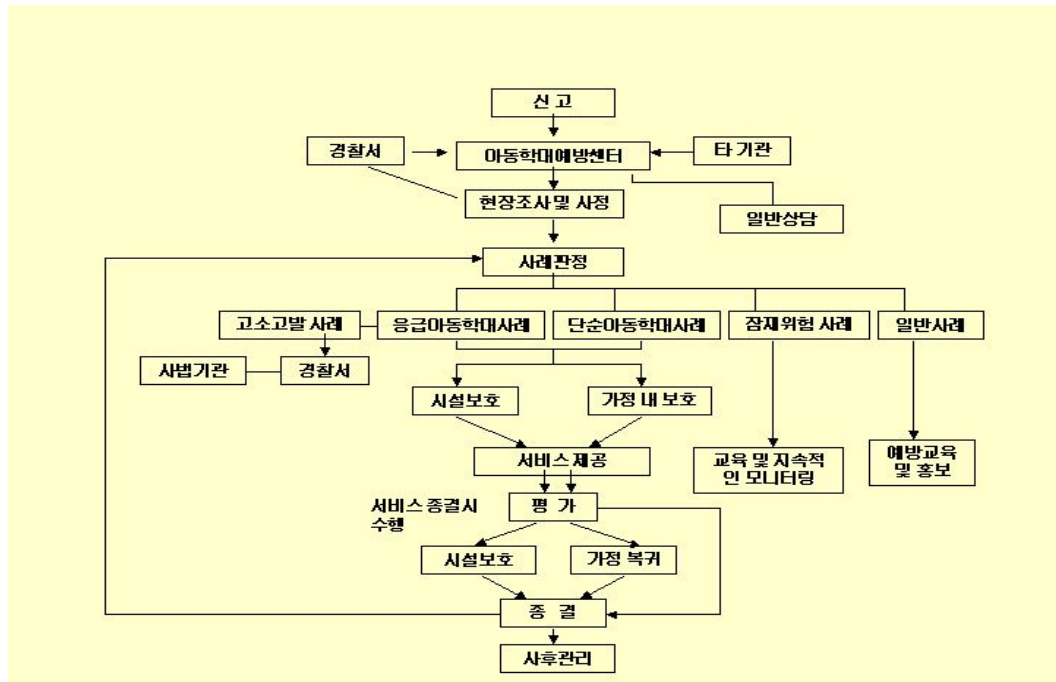 신 고
경찰서
아동학대예방센터
타 기관
현장조사 및 사정
일반상담
사례판정
고소고발 사례
응급아동학대사례
단순아동학대사례
잠재위험 사례
일반사례
사법기관
경찰서
시설보호
가정 내 보호
서비스 제공
교육 및 지속적
인 모니터링
예방교육
및 홍보
서비스 종결시
수행
평 가
시설보호
가정 복귀
종 결
사후관리